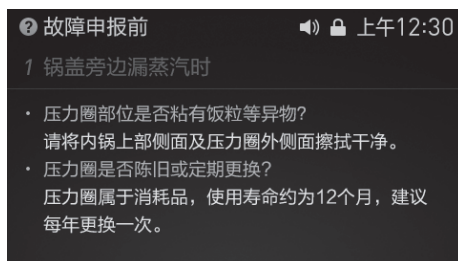 ? 故障申报前 上午12:30
1 锅盖旁边漏蒸汽时
· 压力圈部位是否粘有饭粒等异物?
请将内锅上部侧面及压力圈外侧面擦拭干净。
· 压力圈是否陈旧或定期更换?
压力圈属于消耗品，使用寿命约为12个月，建议
每年更换一次。